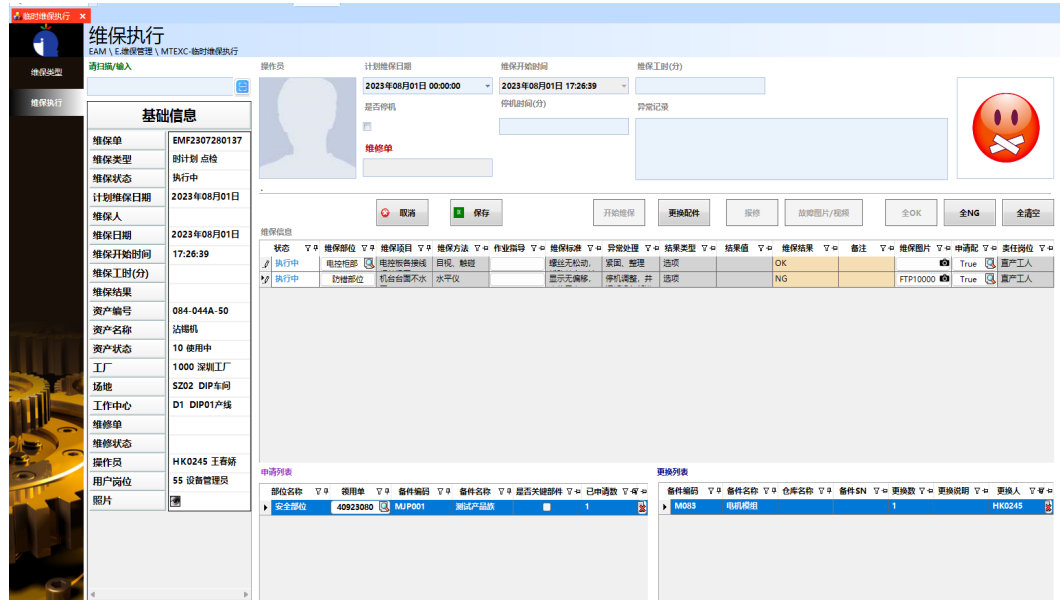 临时维保执行 ×
维保执行
EAM \ E.维保管理 \ MTEXC-临时维保执行
维保类型
维保执行
请扫描/输入
基础信息
维保单 EMF2307280137
维保类型 时计划 点检
维保状态 执行中
计划维保日期 2023年08月01日
维保人
维保日期 2023年08月01日
维保开始时间 17:26:39
维保工时(分)
维保结果
资产编号 084-044A-50
资产名称 沾锡机
资产状态 10 使用中
工厂 1000 深圳工厂
场地 SZ02 DIP车间
工作中心 D1 DIP01产线
维修单
维修状态
操作员 HK0245 王春娇
用户岗位 55 设备管理员
照片
操作员 计划维保日期 维保开始时间 维保工时(分)
2023年08月01日 00:00:00 2023年08月01日 17:26:39
是否停机 停机时间(分) 异常记录
维修单
取消 保存 开始维保 更换配件 报修 故障图片/视频 全OK 全NG 全清空
维保信息
状态 维保部位 维保项目 维保方法 作业指导 维保标准 异常处理 结果类型 结果值 维保结果 备注 维保图片 申请配 责任岗位
执行中 电控柜部 电控板各接线 目视、触碰 螺丝无松动, 紧固、整理 选项 OK True 直产工人
执行中 防错部位 机台台面不水 水平仪 显示无偏移, 停机调整,并 选项 NG FTP10000 True 直产工人
申请列表
部位名称 领用单 备件编码 备件名称 是否关键部件 已申请数
安全部位 40923080 MJP001 测试产品族 1
更换列表
备件编码 备件名称 仓库名称 备件SN 更换数 更换说明 更换人
M083 电机模组 1 HK0245